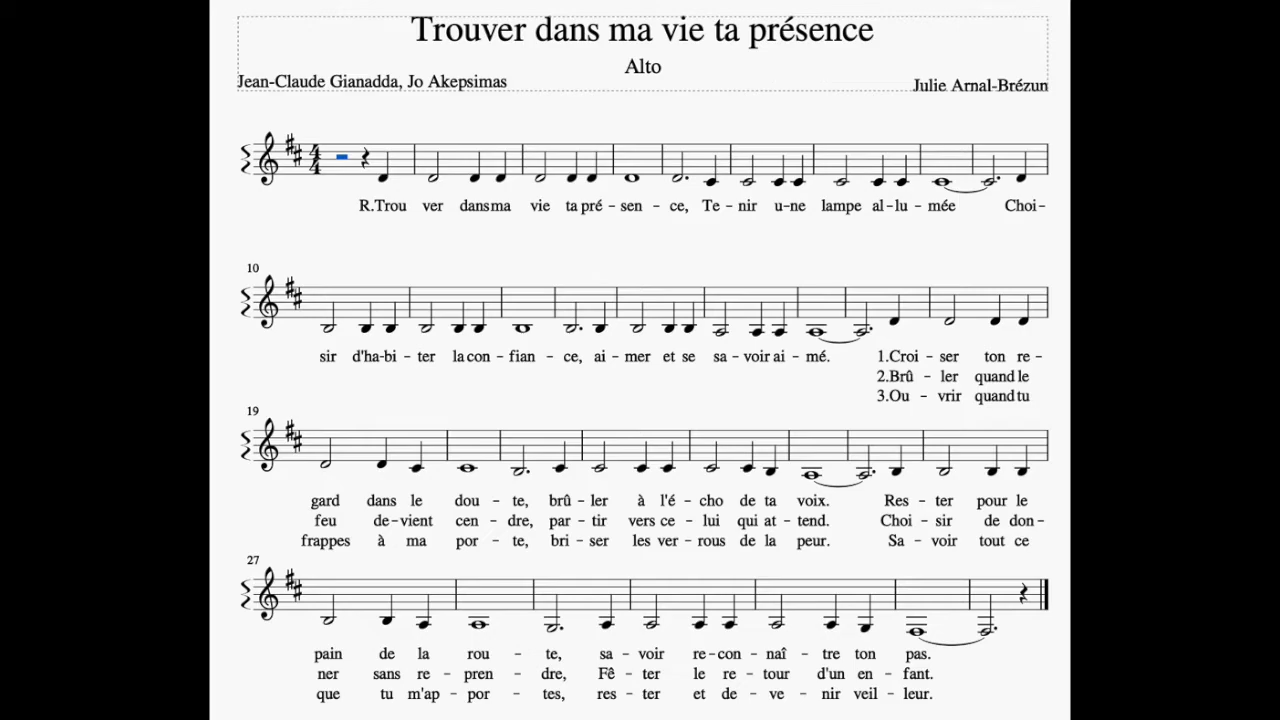 Trouver dans ma vie ta présence
Alto
Jean-Claude Gianadda, Jo Akepsimas
Julie Arnal-Brézun
R.Trou ver dans ma vie ta pré - sen - ce, Te - nir u-ne lampe al-lu - mée Choi-
10
sir d'ha-bi - ter la con - fian - ce, ai - mer et se sa - voir ai - mé. 1.Croi - ser ton re -
2.Brû - ler quand le
3.Ou - vrir quand tu
19
gard dans le dou - te, brû - ler à l'é - cho de ta voix. Res - ter pour le
feu de-vient cen - dre, par - tir vers ce - lui qui at - tend. Choi - sir de don -
frappes à ma por - te, bri - ser les ver - rous de la peur. Sa - voir tout ce
27
pain de la rou - te, sa - voir re-con - naî - tre ton pas.
ner sans re - pren - dre, Fê - ter le re - tour d'un en - fant.
que tu m'ap - por - tes, res - ter et de - ve - nir veil - leur.